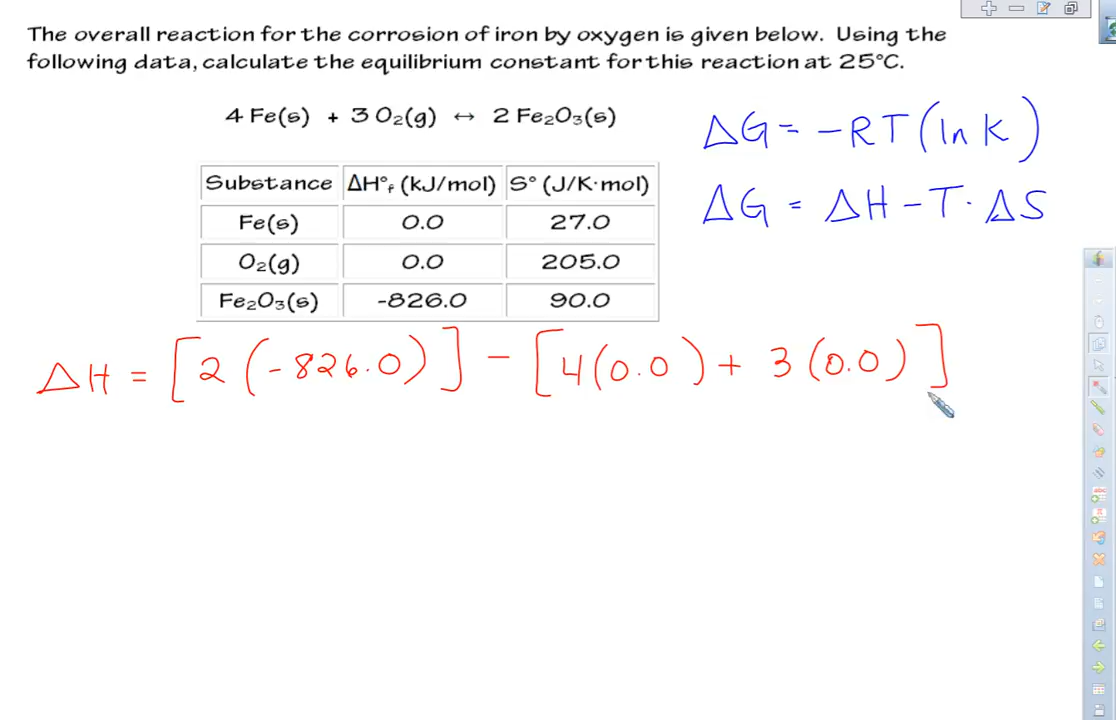 The overall reaction for the corrosion of iron by oxygen is given below. Using the
following data, calculate the equilibrium constant for this reaction at 25°C.
4 Fe(s) + 3 O₂(g) ↔ 2 Fe₂O₃(s)
ΔG = -RT(ln K)
ΔG = ΔH - T·ΔS
Substance ΔH°f (kJ/mol) S° (J/K·mol)
Fe(s) 0.0 27.0
O₂(g) 0.0 205.0
Fe₂O₃(s) -826.0 90.0
ΔH = [2(-826.0)] - [4(0.0) + 3(0.0)]